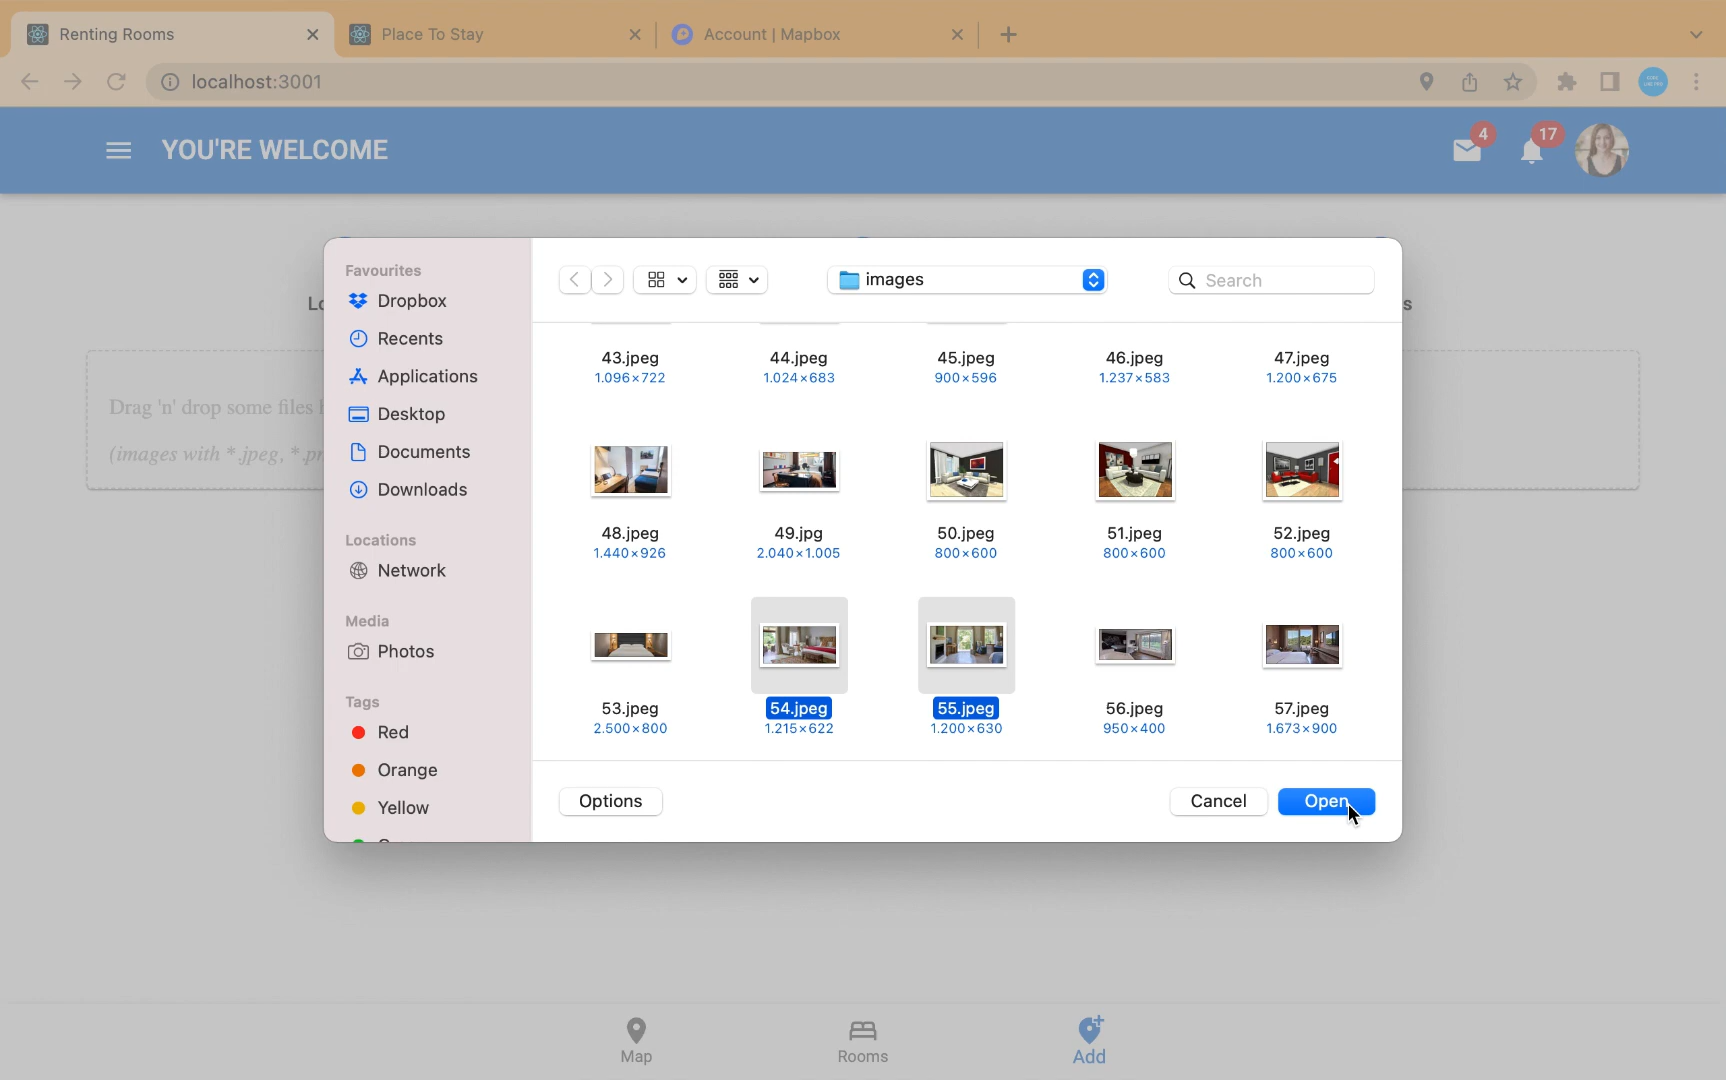 Renting Rooms
Place To Stay
Account | Mapbox
localhost:3001
YOU'RE WELCOME
4
17
Favourites
Dropbox
Recents
Applications
Desktop
Documents
Downloads
Locations
Network
Media
Photos
Tags
Red
Orange
Yellow
images
Search
43.jpeg 44.jpeg 45.jpeg 46.jpeg 47.jpeg
1.096×722 1.024×683 900×596 1.237×583 1.200×675
48.jpeg 49.jpg 50.jpeg 51.jpeg 52.jpeg
1.440×926 2.040×1.005 800×600 800×600 800×600
53.jpeg 54.jpeg 55.jpeg 56.jpeg 57.jpeg
2.500×800 1.215×622 1.200×630 950×400 1.673×900
Options
Cancel
Open
Drag 'n' drop some files
(images with *.jpeg,
Map
Rooms
Add